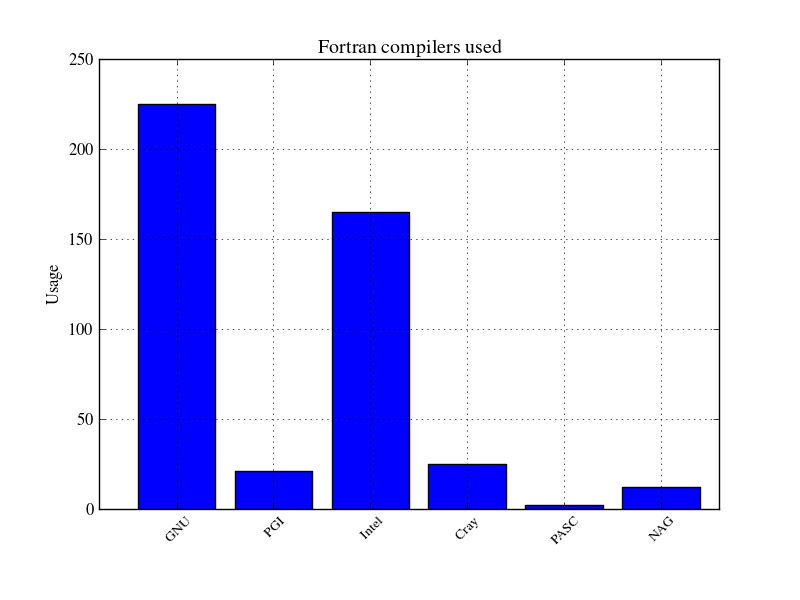 Fortran compilers used
250
200
150
100
50
0
Usage
GNU
PGI
Intel
Cray
PASC
NAG